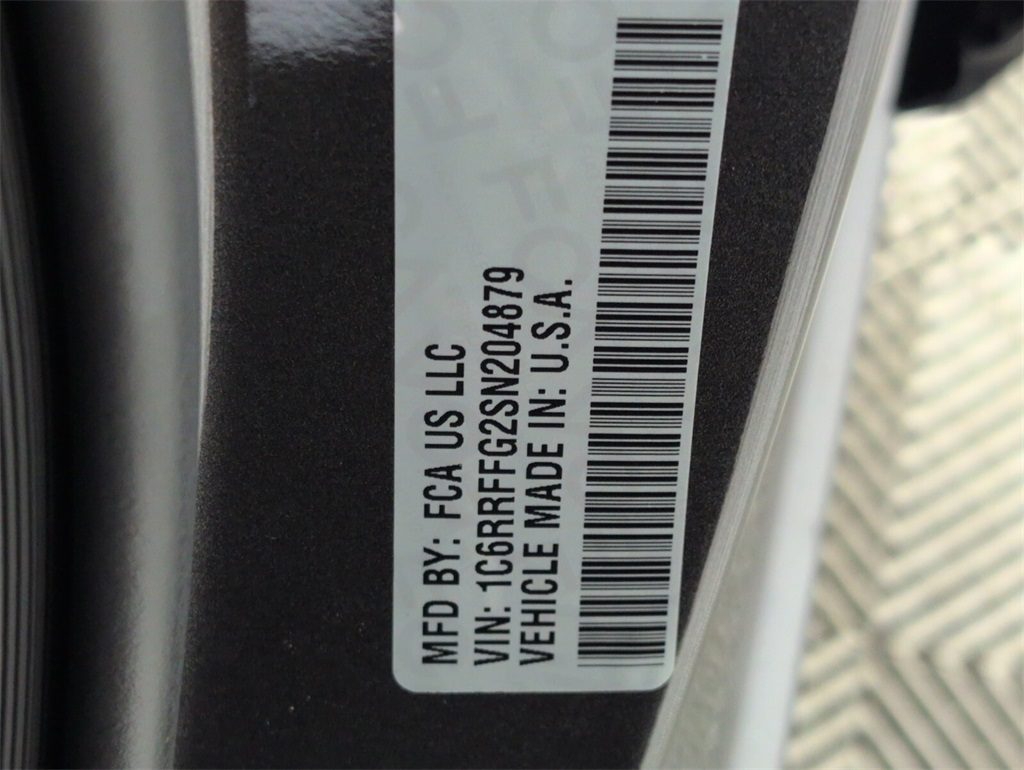 MFD BY: FCA US LLC
VIN: 1C6RRFFG2SN204879
VEHICLE MADE IN: U.S.A.